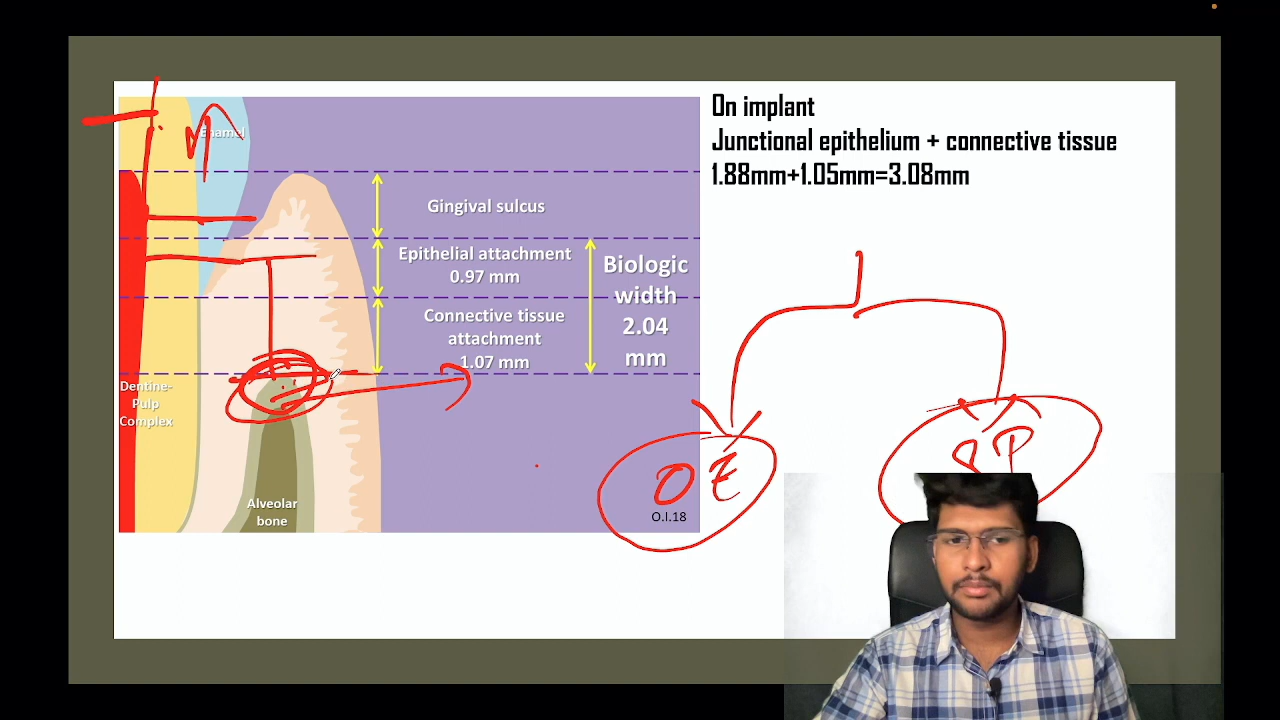 On implant
Junctional epithelium + connective tissue
1.88mm+1.05mm=3.08mm
Enamel
Gingival sulcus
Epithelial attachment
0.97 mm
Connective tissue
attachment
1.07 mm
Biologic
width
2.04
mm
Dentine-
Pulp
Complex
Alveolar
bone
OE
O.I.18